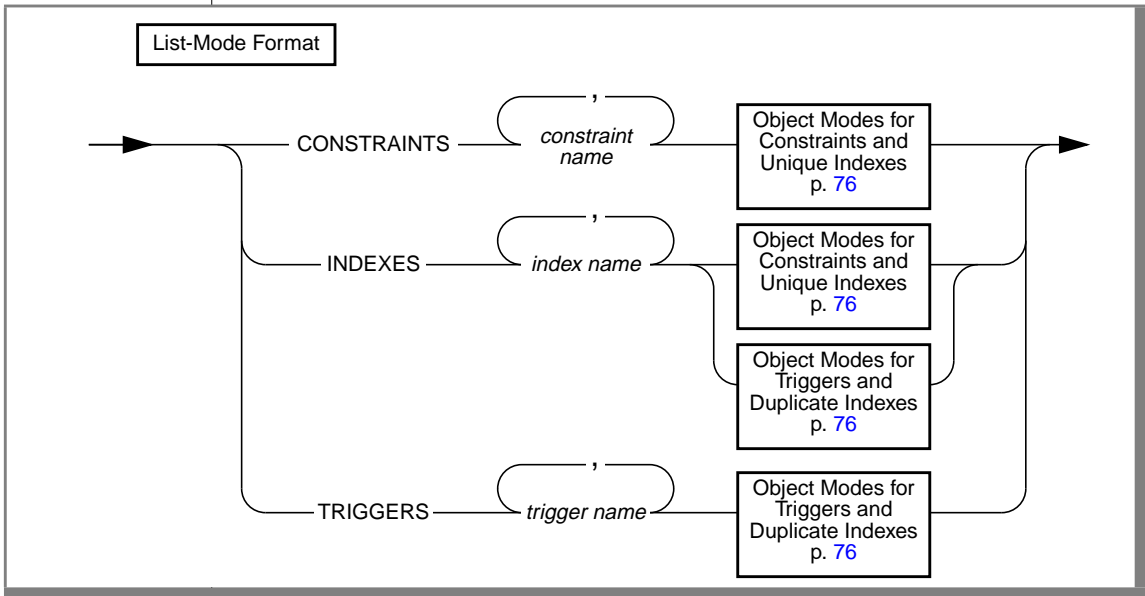 List-Mode Format
,
CONSTRAINTS
constraint
name
Object Modes for
Constraints and
Unique Indexes
p. 76
,
INDEXES
index name
Object Modes for
Constraints and
Unique Indexes
p. 76
Object Modes for
Triggers and
Duplicate Indexes
p. 76
,
TRIGGERS
trigger name
Object Modes for
Triggers and
Duplicate Indexes
p. 76